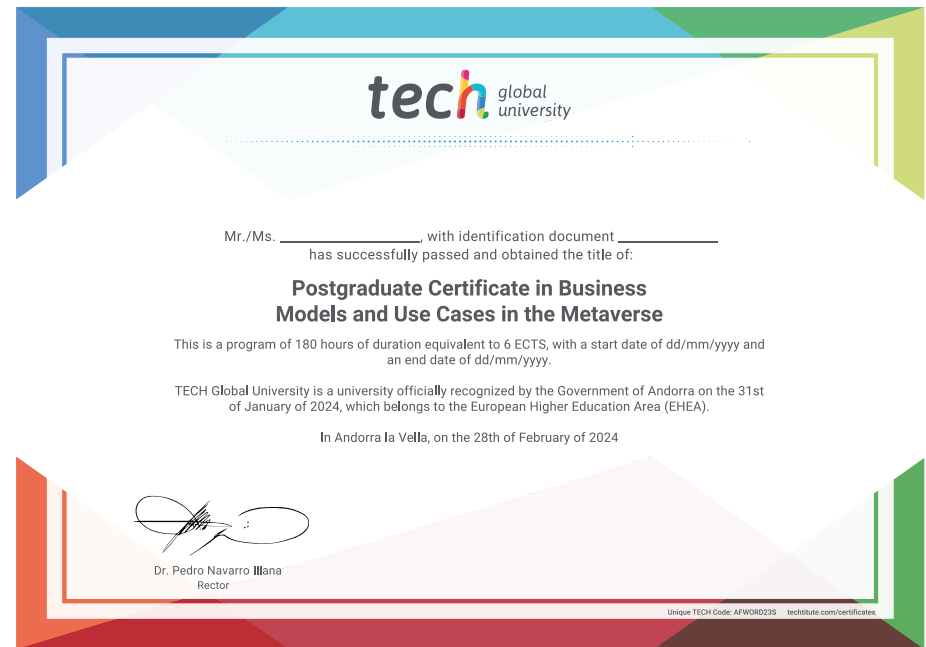 tech global
university
Mr./Ms. ____________, with identification document ____________
has successfully passed and obtained the title of:
Postgraduate Certificate in Business
Models and Use Cases in the Metaverse
This is a program of 180 hours of duration equivalent to 6 ECTS, with a start date of dd/mm/yyyy and
an end date of dd/mm/yyyy.
TECH Global University is a university officially recognized by the Government of Andorra on the 31st
of January of 2024, which belongs to the European Higher Education Area (EHEA).
In Andorra la Vella, on the 28th of February of 2024
Dr. Pedro Navarro Illana
Rector
Unique TECH Code: AFWORD23S techtitute.com/certificates